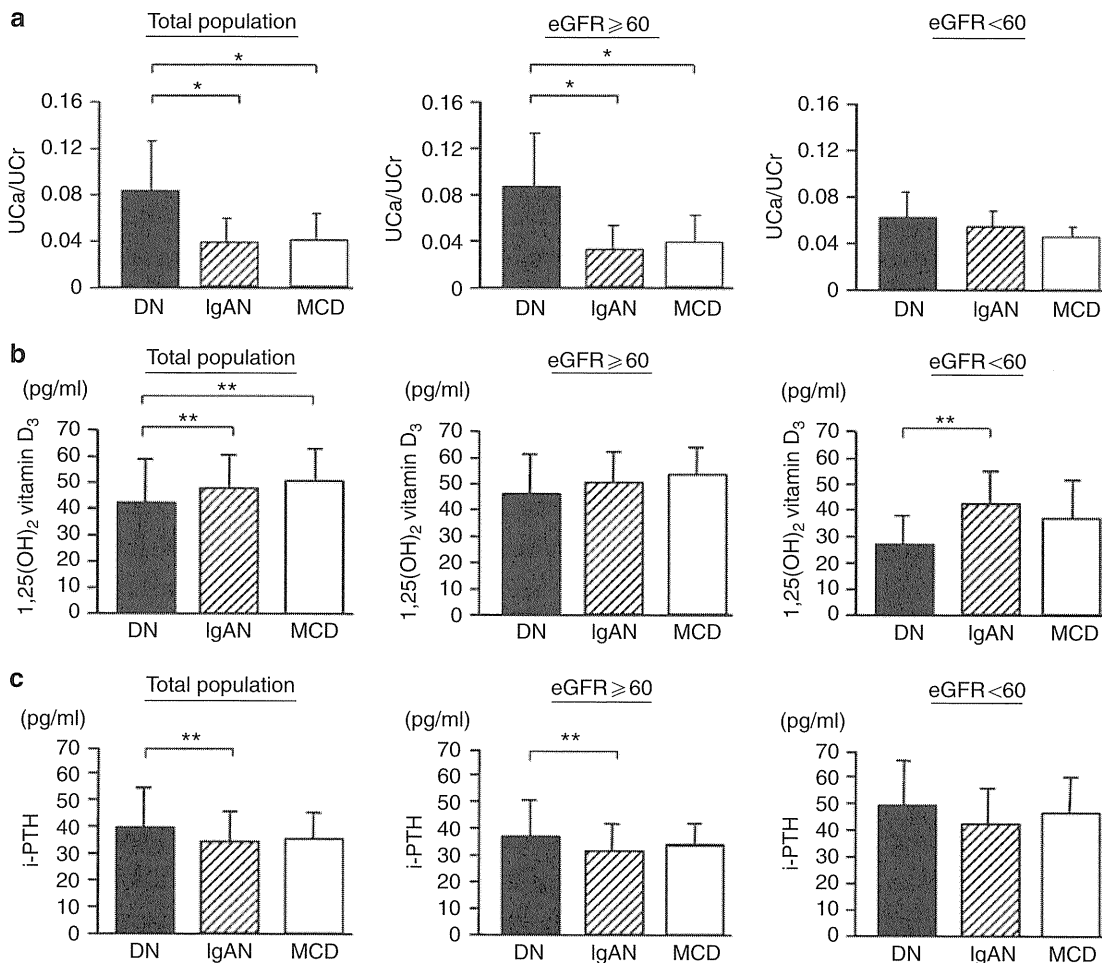 a
Total population
*
*
UCa/UCr
0.16
0.12
0.08
0.04
0
DN IgAN MCD
eGFR ⩾ 60
*
*
UCa/UCr
0.16
0.12
0.08
0.04
0
DN IgAN MCD
eGFR < 60
UCa/UCr
0.16
0.12
0.08
0.04
0
DN IgAN MCD
b
Total population
(pg/ml)
**
**
1,25(OH)₂ vitamin D₃
70
60
50
40
30
20
10
0
DN IgAN MCD
eGFR ⩾ 60
(pg/ml)
1,25(OH)₂ vitamin D₃
70
60
50
40
30
20
10
0
DN IgAN MCD
eGFR < 60
(pg/ml)
**
1,25(OH)₂ vitamin D₃
70
60
50
40
30
20
10
0
DN IgAN MCD
c
Total population
(pg/ml)
**
i-PTH
70
60
50
40
30
20
10
0
DN IgAN MCD
eGFR ⩾ 60
(pg/ml)
**
i-PTH
70
60
50
40
30
20
10
0
DN IgAN MCD
eGFR < 60
(pg/ml)
i-PTH
70
60
50
40
30
20
10
0
DN IgAN MCD